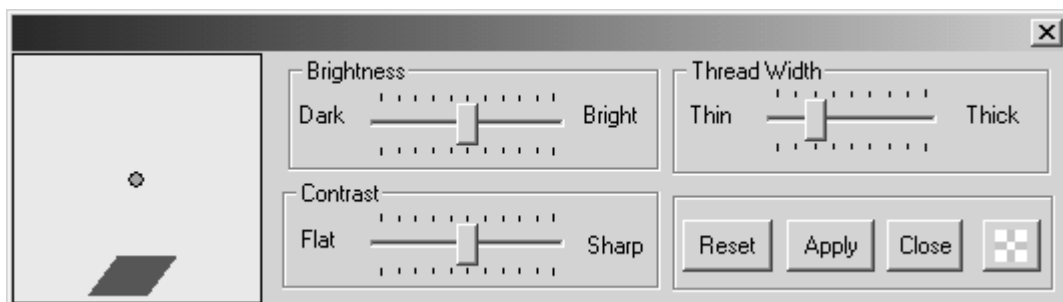 Brightness
Dark
Bright
Thread Width
Thin
Thick
Contrast
Flat
Sharp
Reset
Apply
Close